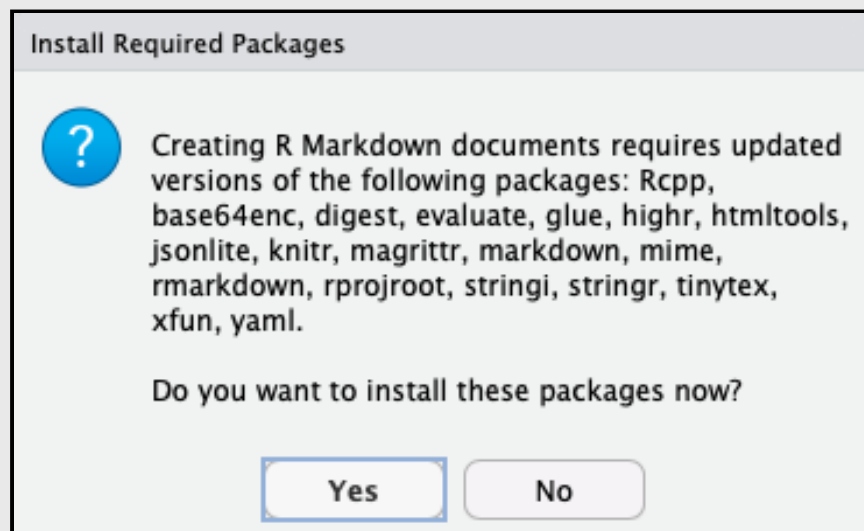 Install Required Packages
?
Creating R Markdown documents requires updated
versions of the following packages: Rcpp,
base64enc, digest, evaluate, glue, highr, htmltools,
jsonlite, knitr, magrittr, markdown, mime,
rmarkdown, rprojroot, stringi, stringr, tinytex,
xfun, yaml.
Do you want to install these packages now?
Yes No